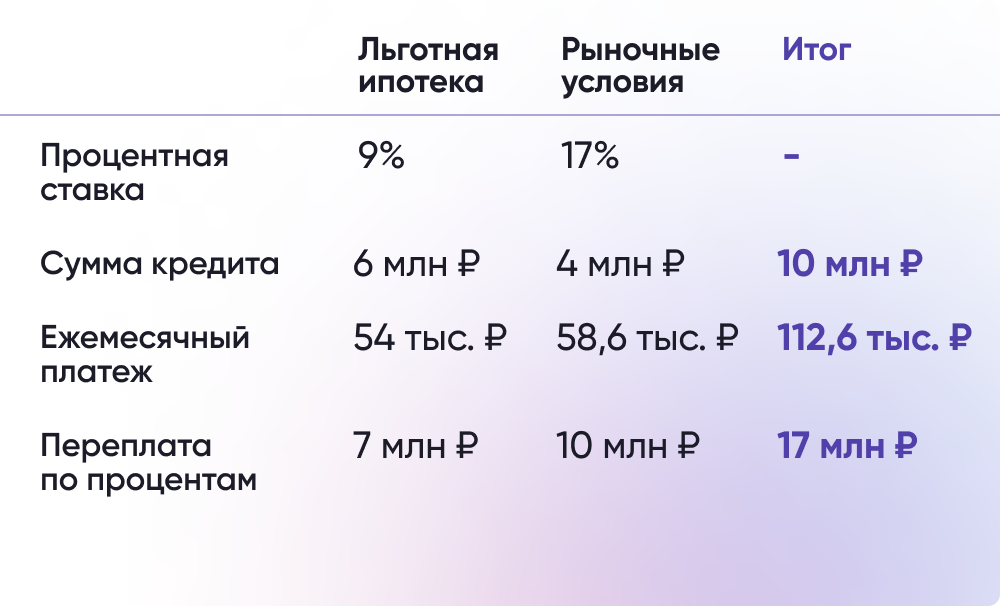 Льготная ипотека
Рыночные условия
Итог
Процентная ставка
9%
17%
-
Сумма кредита
6 млн ₽
4 млн ₽
10 млн ₽
Ежемесячный платеж
54 тыс. ₽
58,6 тыс. ₽
112,6 тыс. ₽
Переплата по процентам
7 млн ₽
10 млн ₽
17 млн ₽